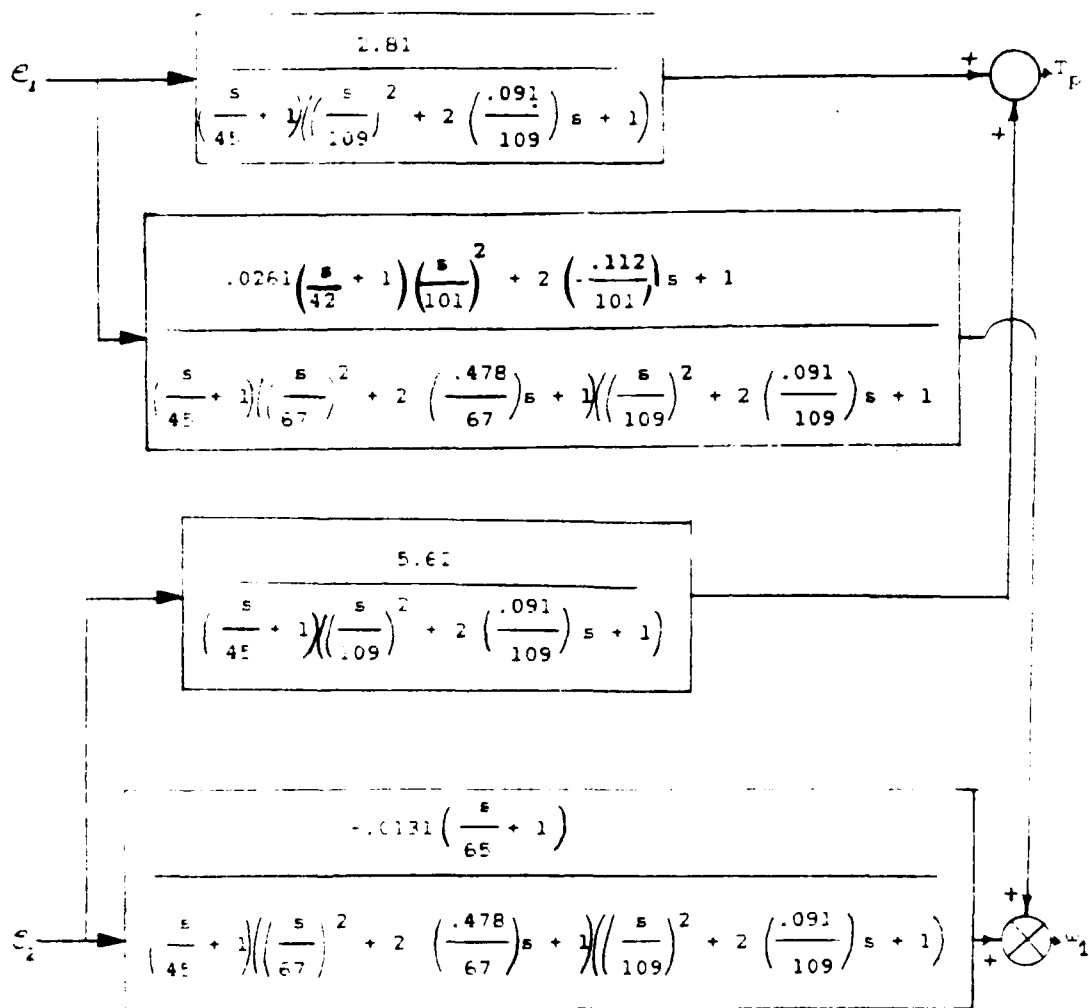 2.81
ε₁ + T_p
(s/45 + 1)((s/109)² + 2 (.091/109) s + 1)
+
.0261(s/42 + 1)(s/101)² + 2 (-.112/101) s + 1
(s/45 + 1)((s/67)² + 2 (.478/67)s + 1)((s/109)² + 2 (.091/109) s + 1
5.62
(s/45 + 1)((s/109)² + 2 (.091/109) s + 1)
-.0131(s/65 + 1)
+
ε₂ (s/45 + 1)((s/67)² + 2 (.478/67)s + 1)((s/109)² + 2 (.091/109) s + 1) + 1